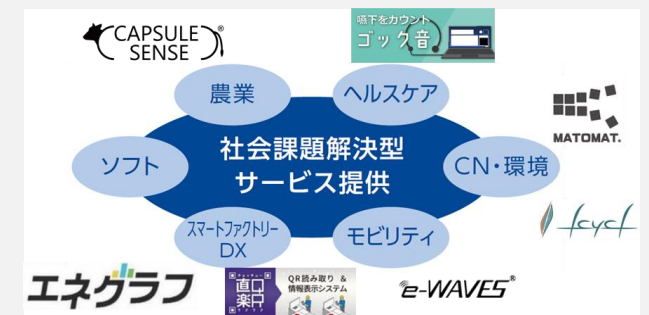 CAPSULE
SENSE
嚥下をカウント
ゴックン音
農業
ヘルスケア
MATOMAT.
社会課題解決型
サービス提供
ソフト
CN・環境
fcycl
スマートファクトリー
DX
モビリティ
エネグラフ
直楽
QR読み取り &
情報表示システム
e-WAVES®